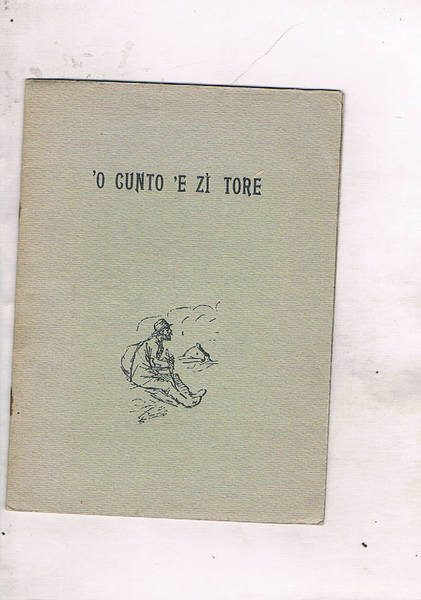 'O CUNTO 'E ZÌ TORE